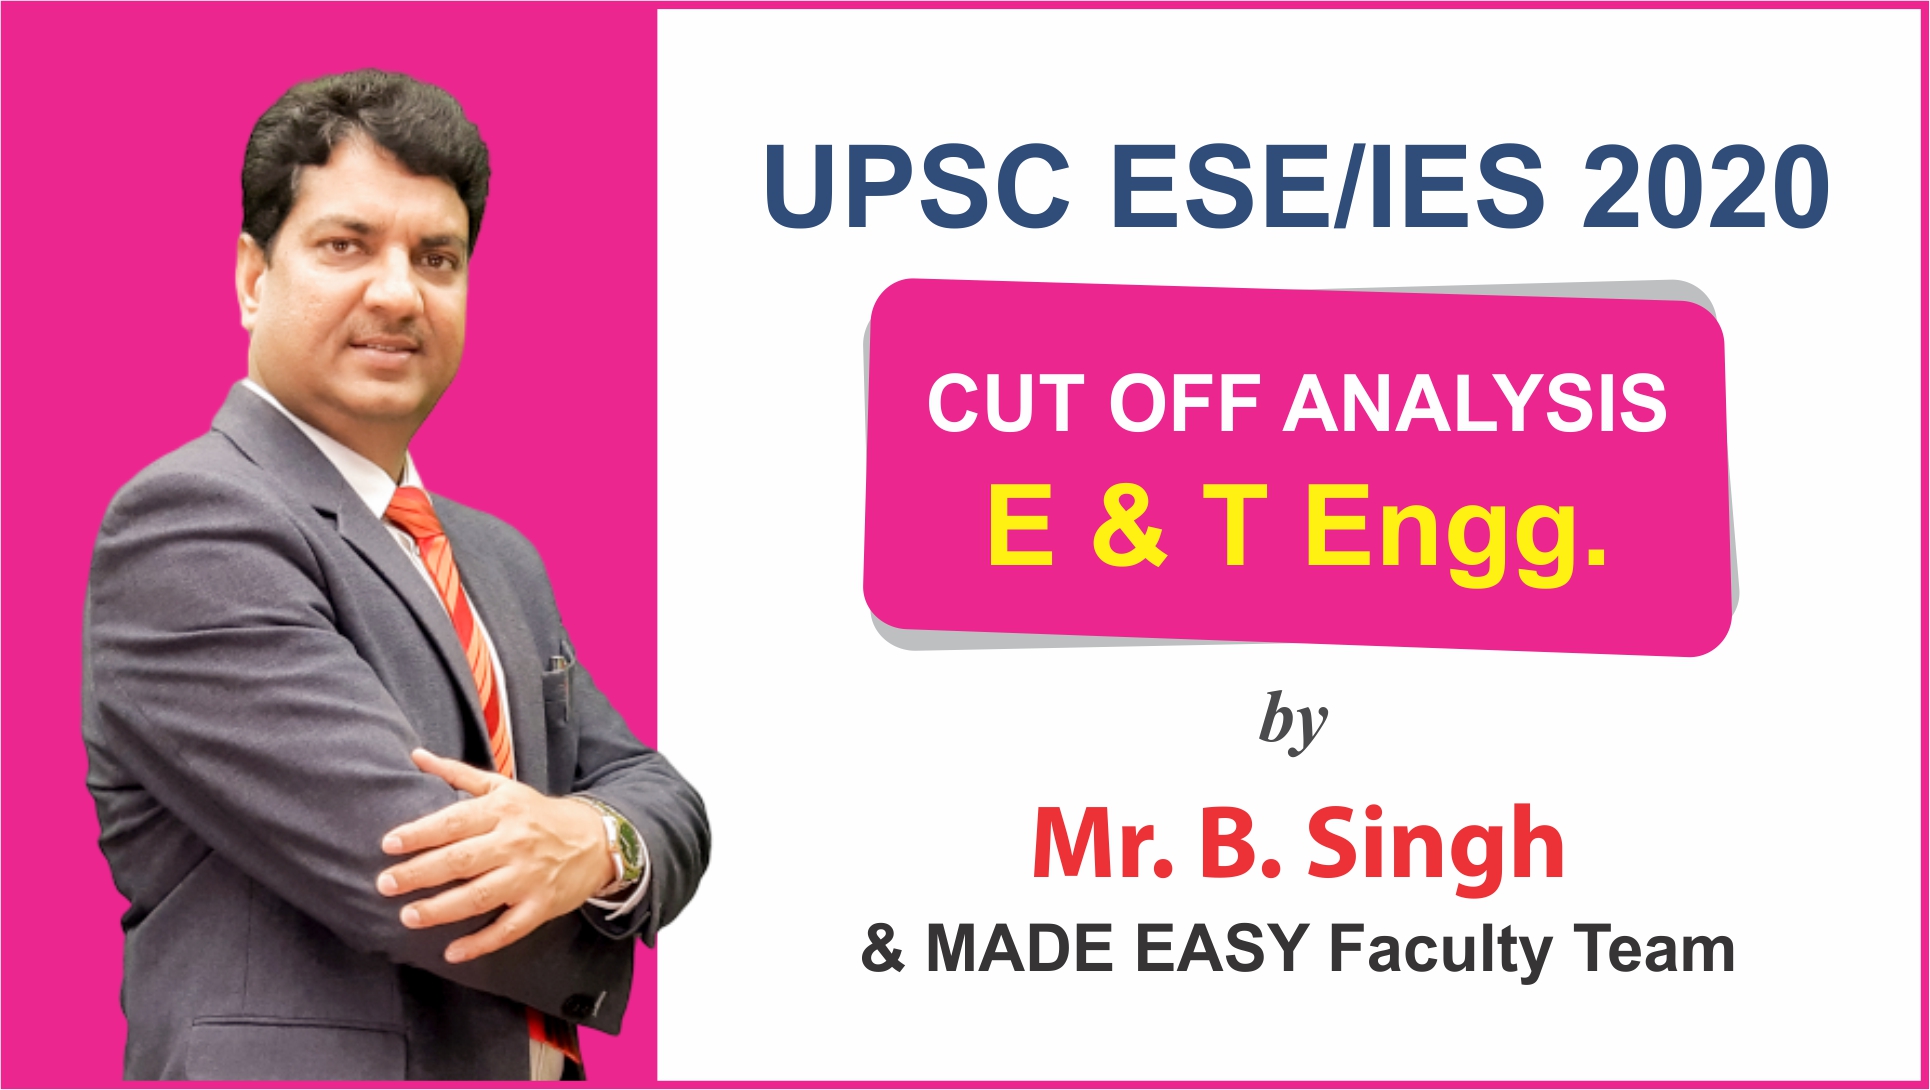 UPSC ESE/IES 2020
CUT OFF ANALYSIS
E & T Engg.
by
Mr. B. Singh
& MADE EASY Faculty Team